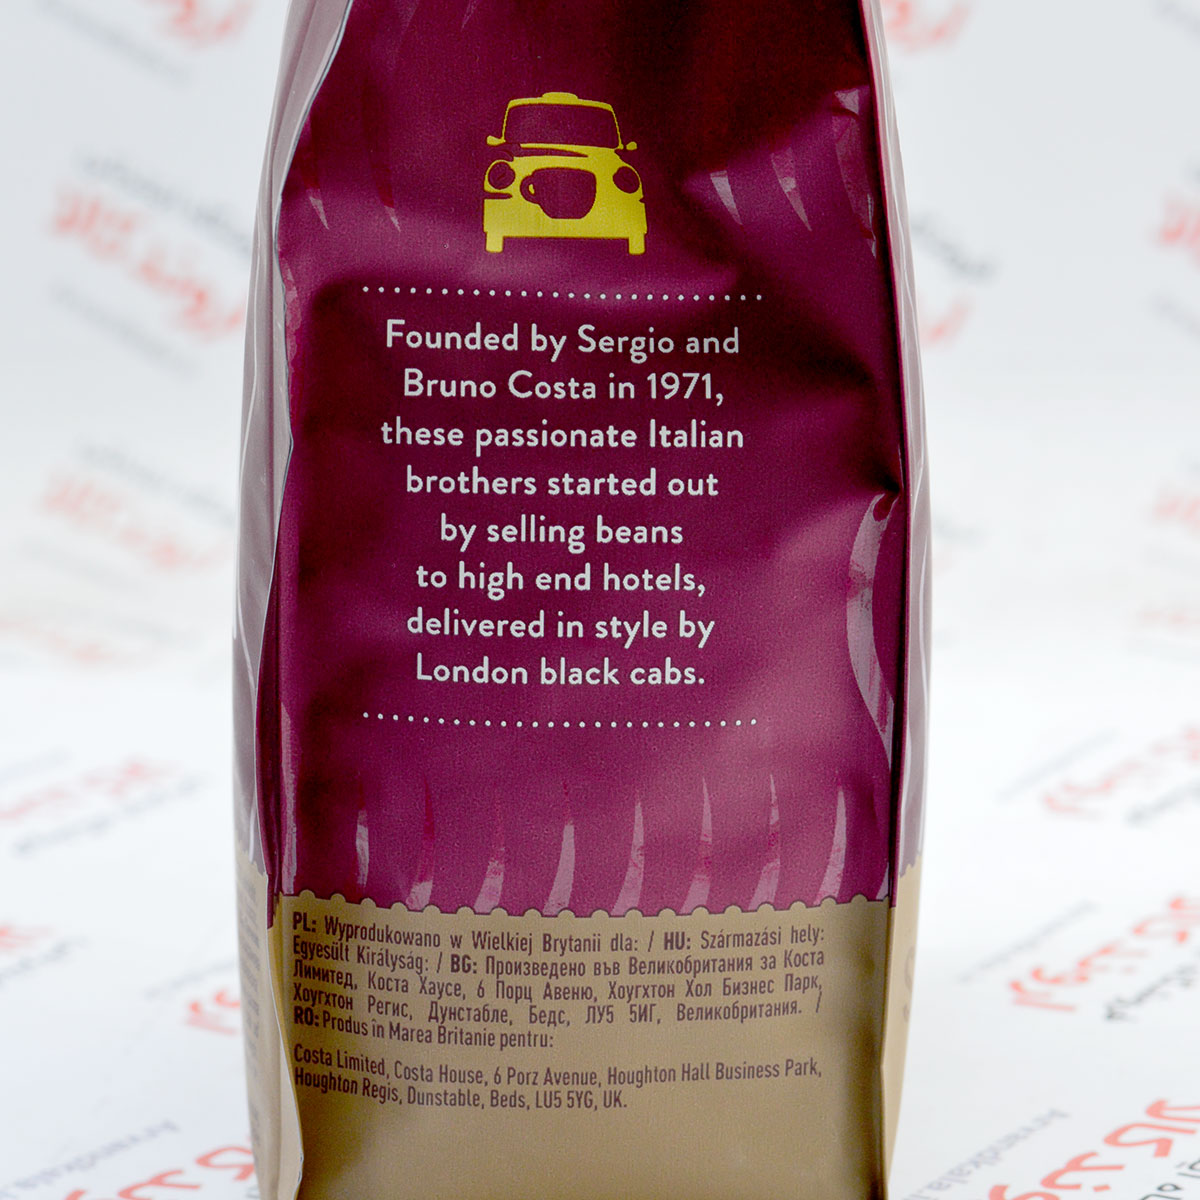 Founded by Sergio and
Bruno Costa in 1971,
these passionate Italian
brothers started out
by selling beans
to high end hotels,
delivered in style by
London black cabs.
PL: Wyprodukowano w Wielkiej Brytanii dla: / HU: Származási hely:
Egyesült Királyság: / BG: Произведено във Великобритания за Коста
Лимитед, Коста Хаусе, 6 Порц Авеню, Хоугхтон Хол Бизнес Парк,
Хоугхтон Регис, Дунстабле, Бедс, ЛУ5 5ИГ, Великобритания. /
RO: Produs în Marea Britanie pentru:
Costa Limited, Costa House, 6 Porz Avenue, Houghton Hall Business Park,
Houghton Regis, Dunstable, Beds, LU5 5YG, UK.